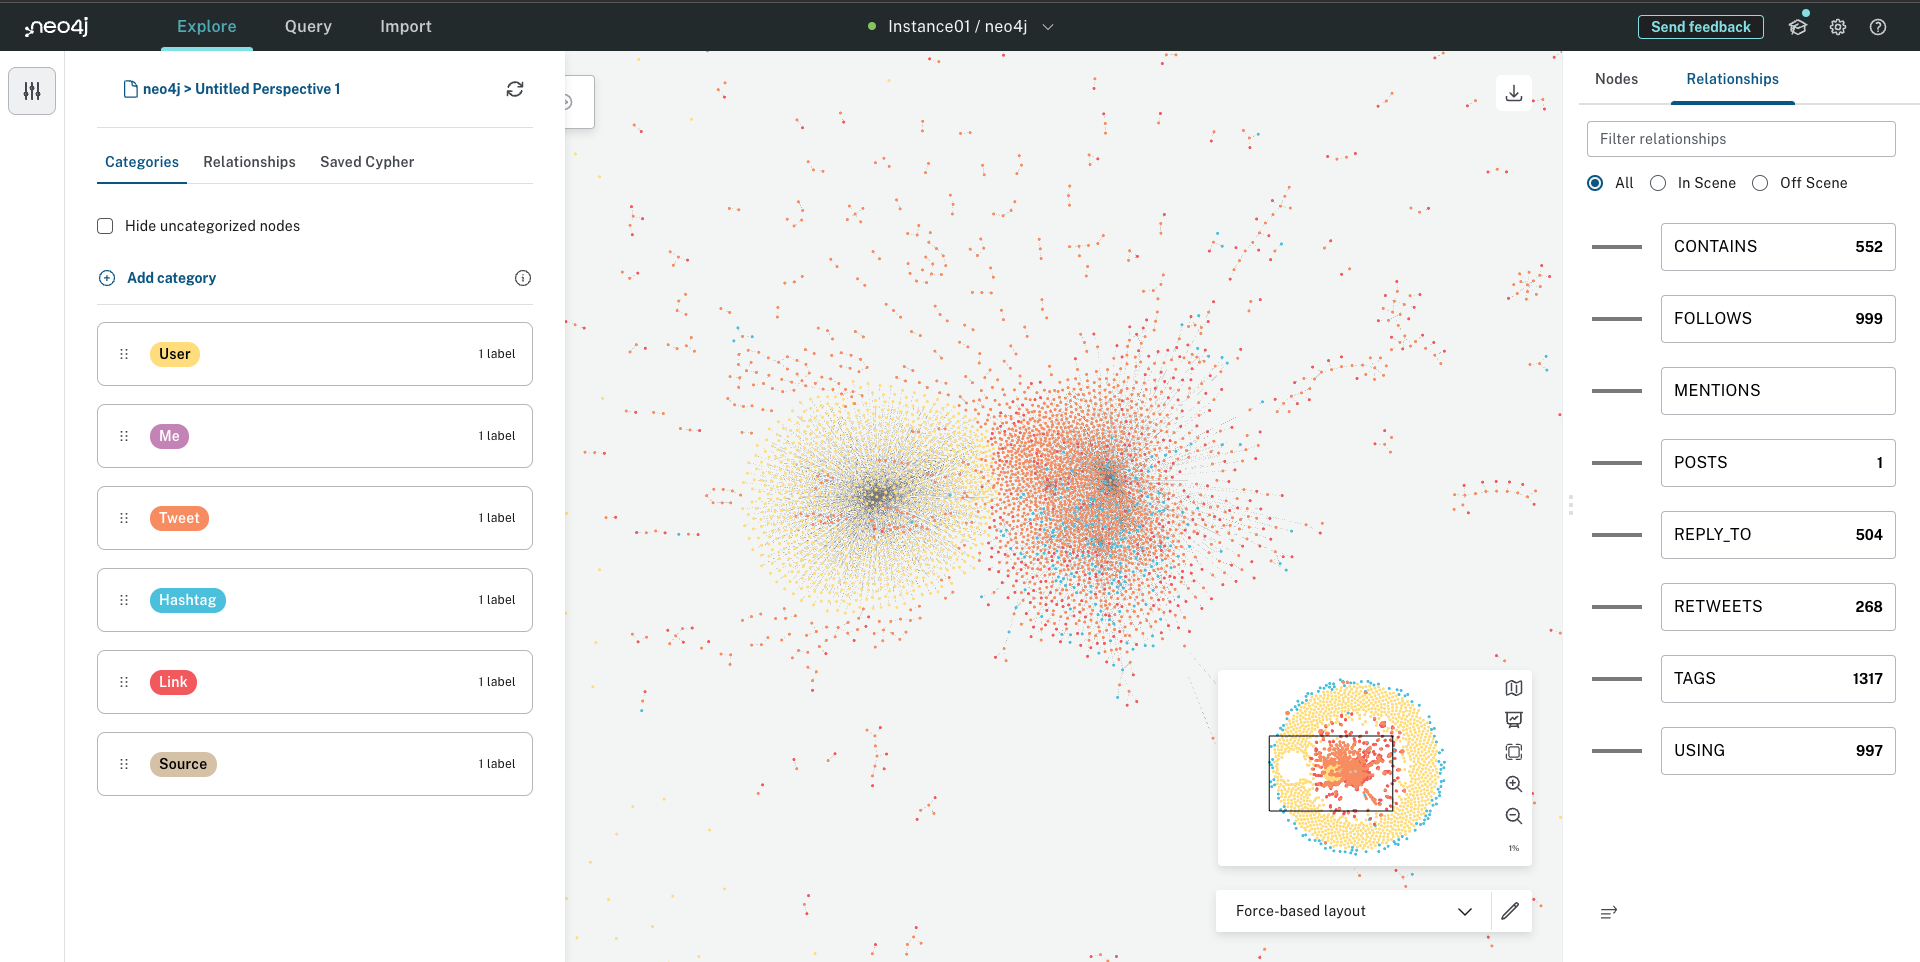 neo4j
Explore
Query
Import
Instance01 / neo4j
Send feedback
neo4j > Untitled Perspective 1
Categories
Relationships
Saved Cypher
Hide uncategorized nodes
Add category
User
1 label
Me
1 label
Tweet
1 label
Hashtag
1 label
Link
1 label
Source
1 label
1%
Force-based layout
Nodes
Relationships
Filter relationships
All
In Scene
Off Scene
CONTAINS 552
FOLLOWS 999
MENTIONS
POSTS 1
REPLY_TO 504
RETWEETS 268
TAGS 1317
USING 997